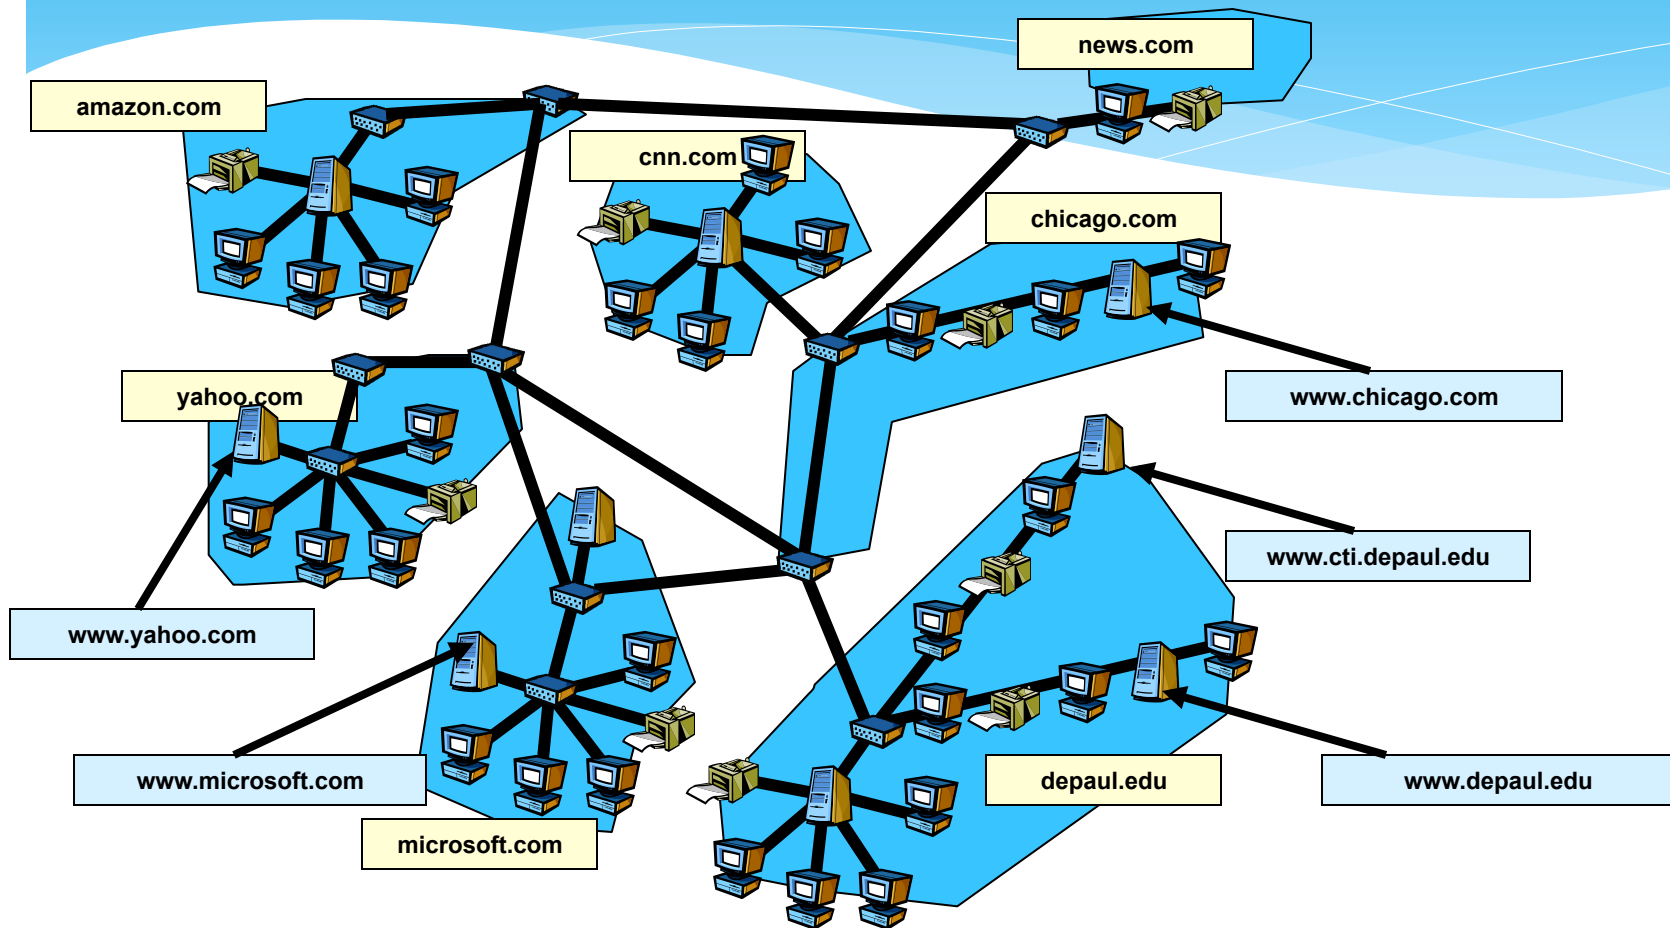 news.com
amazon.com
cnn.com
chicago.com
www.chicago.com
yahoo.com
www.cti.depaul.edu
www.yahoo.com
www.microsoft.com
depaul.edu
www.depaul.edu
microsoft.com